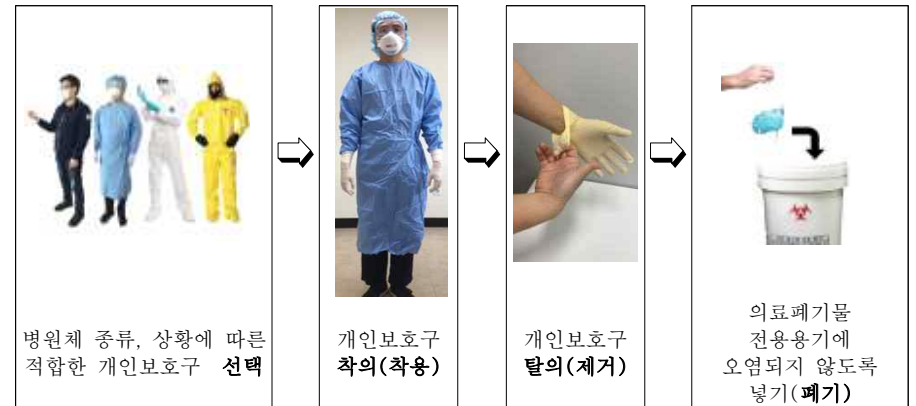 병원체 종류, 상황에 따른
적합한 개인보호구 선택
개인보호구
착의(착용)
개인보호구
탈의(제거)
의료폐기물
전용용기에
오염되지 않도록
넣기(폐기)